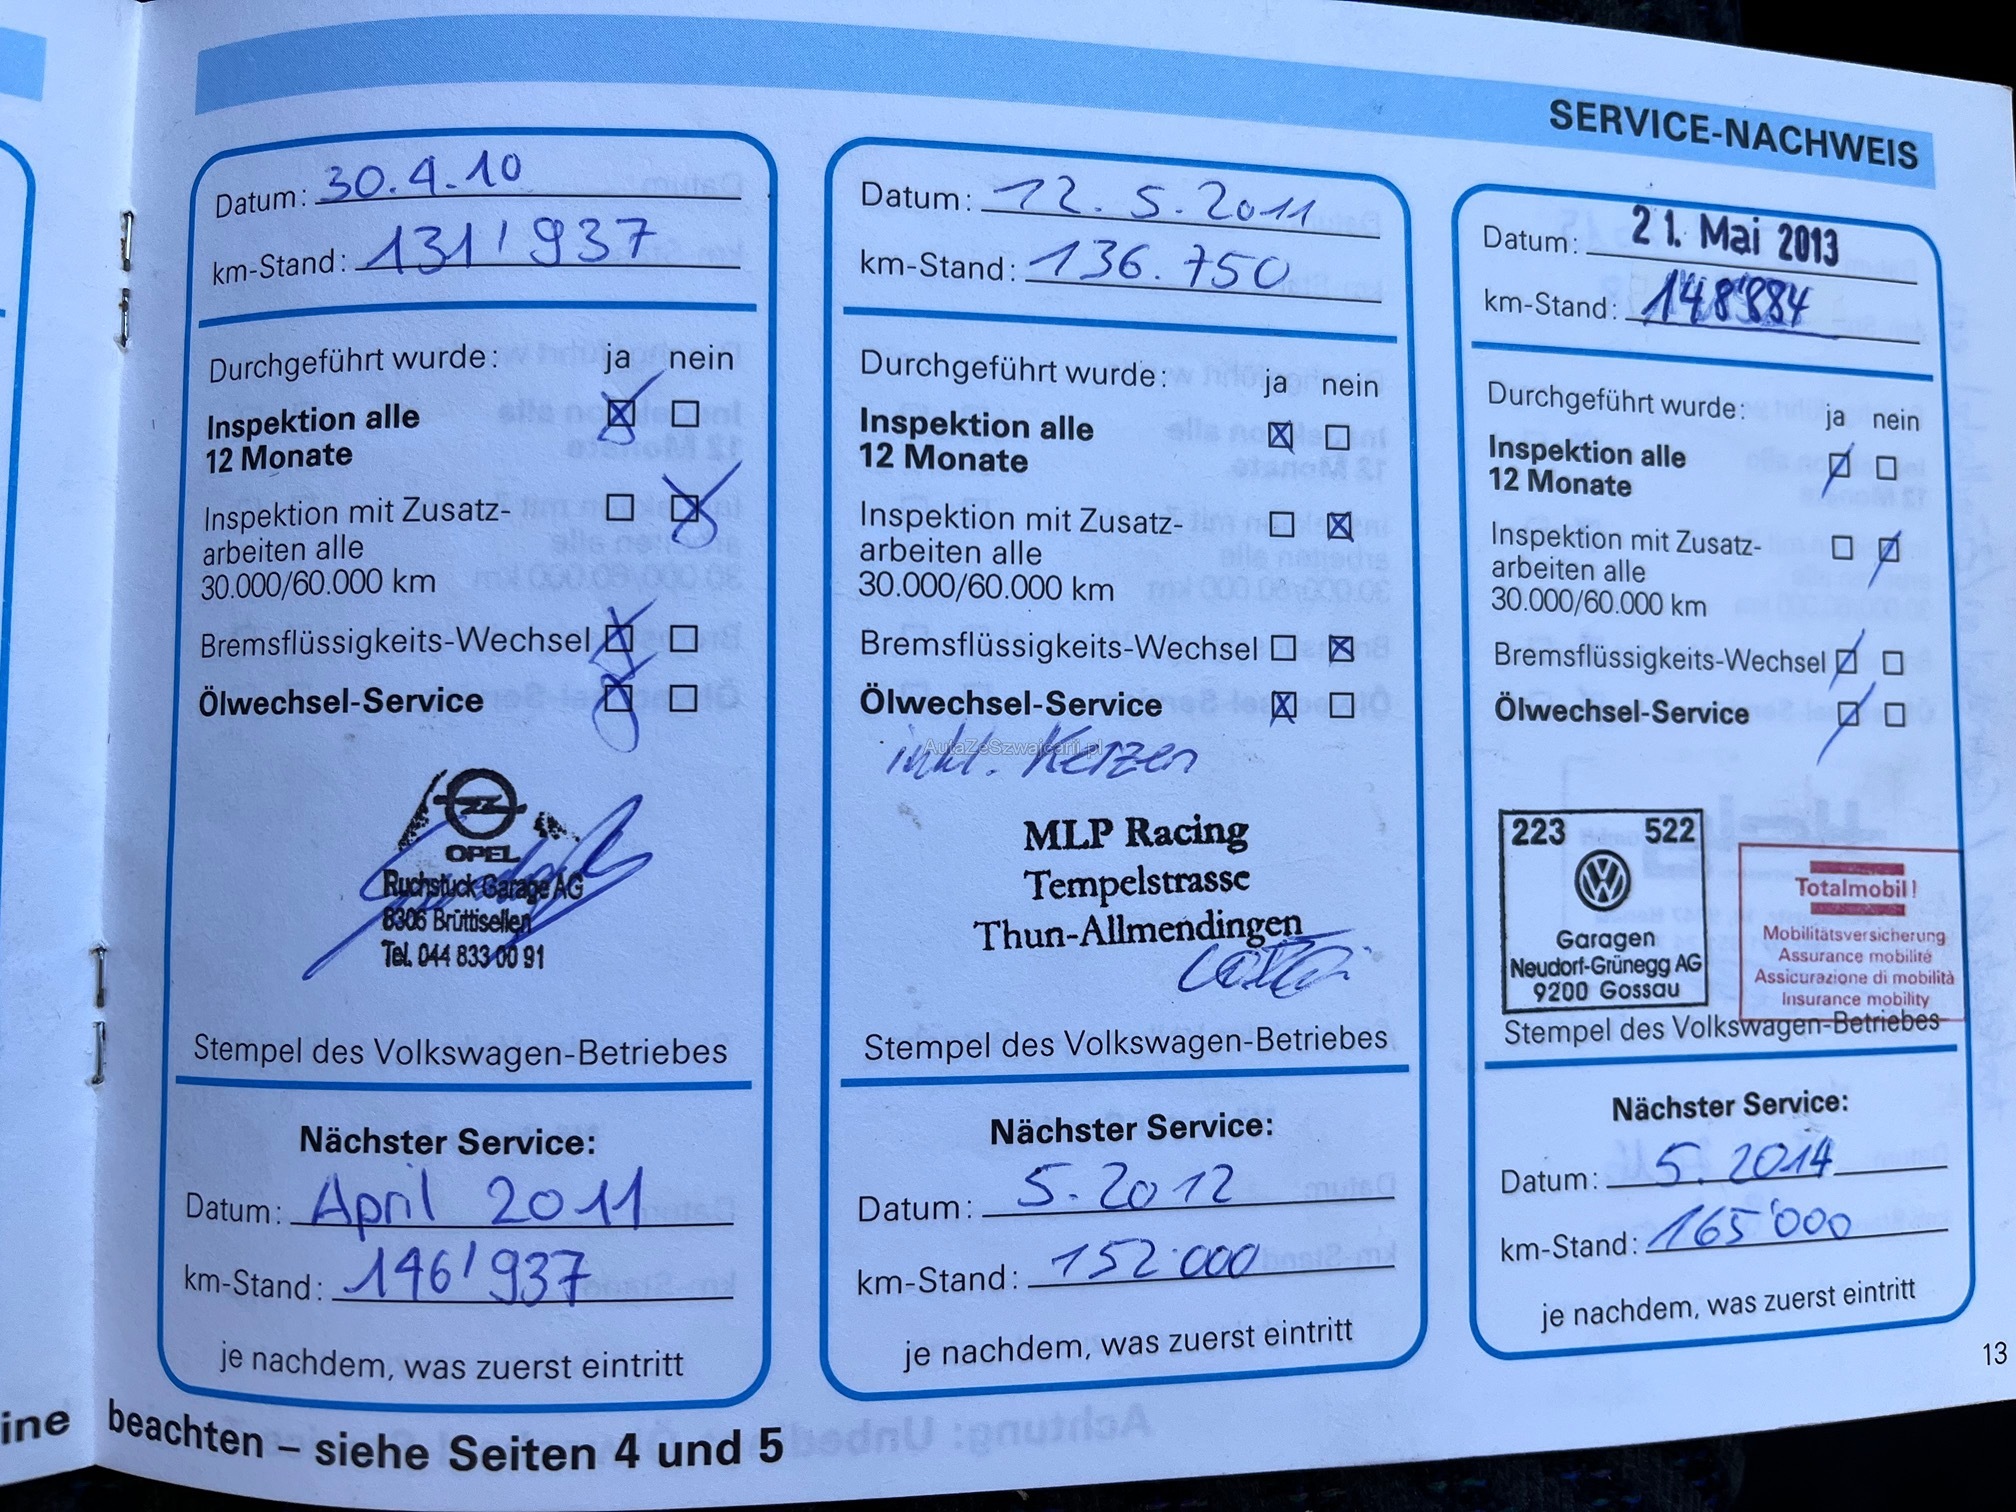 SERVICE-NACHWEIS
Datum: 30.4.10
km-Stand: 131'937
Durchgeführt wurde: ja nein
Inspektion alle
12 Monate
Inspektion mit Zusatz-
arbeiten alle
30.000/60.000 km
Bremsflüssigkeits-Wechsel
Ölwechsel-Service
OPEL
Ruchstuck Garage AG
8306 Brüttisellen
Tel. 044 833 00 91
Stempel des Volkswagen-Betriebes
Nächster Service:
Datum: April 2011
km-Stand: 146'937
je nachdem, was zuerst eintritt
Datum: 12.5.2011
km-Stand: 136.750
Durchgeführt wurde: ja nein
Inspektion alle
12 Monate
Inspektion mit Zusatz-
arbeiten alle
30.000/60.000 km
Bremsflüssigkeits-Wechsel
Ölwechsel-Service
AutaZeSzwajcarii.pl
inkl. Kerzen
MLP Racing
Tempelstrasse
Thun-Allmendingen
Stempel des Volkswagen-Betriebes
Nächster Service:
Datum: 5.2012
km-Stand: 152'000
je nachdem, was zuerst eintritt
Datum: 21. Mai 2013
km-Stand: 148'884
Durchgeführt wurde: ja nein
Inspektion alle
12 Monate
Inspektion mit Zusatz-
arbeiten alle
30.000/60.000 km
Bremsflüssigkeits-Wechsel
Ölwechsel-Service
223 522
Garagen
Neudorf-Grünegg AG
9200 Gossau
Totalmobil!
Mobilitätsversicherung
Assurance mobilité
Assicurazione di mobilità
Insurance mobility
Stempel des Volkswagen-Betriebes
Nächster Service:
Datum: 5.2014
km-Stand: 165'000
je nachdem, was zuerst eintritt
13
ine beachten – siehe Seiten 4 und 5